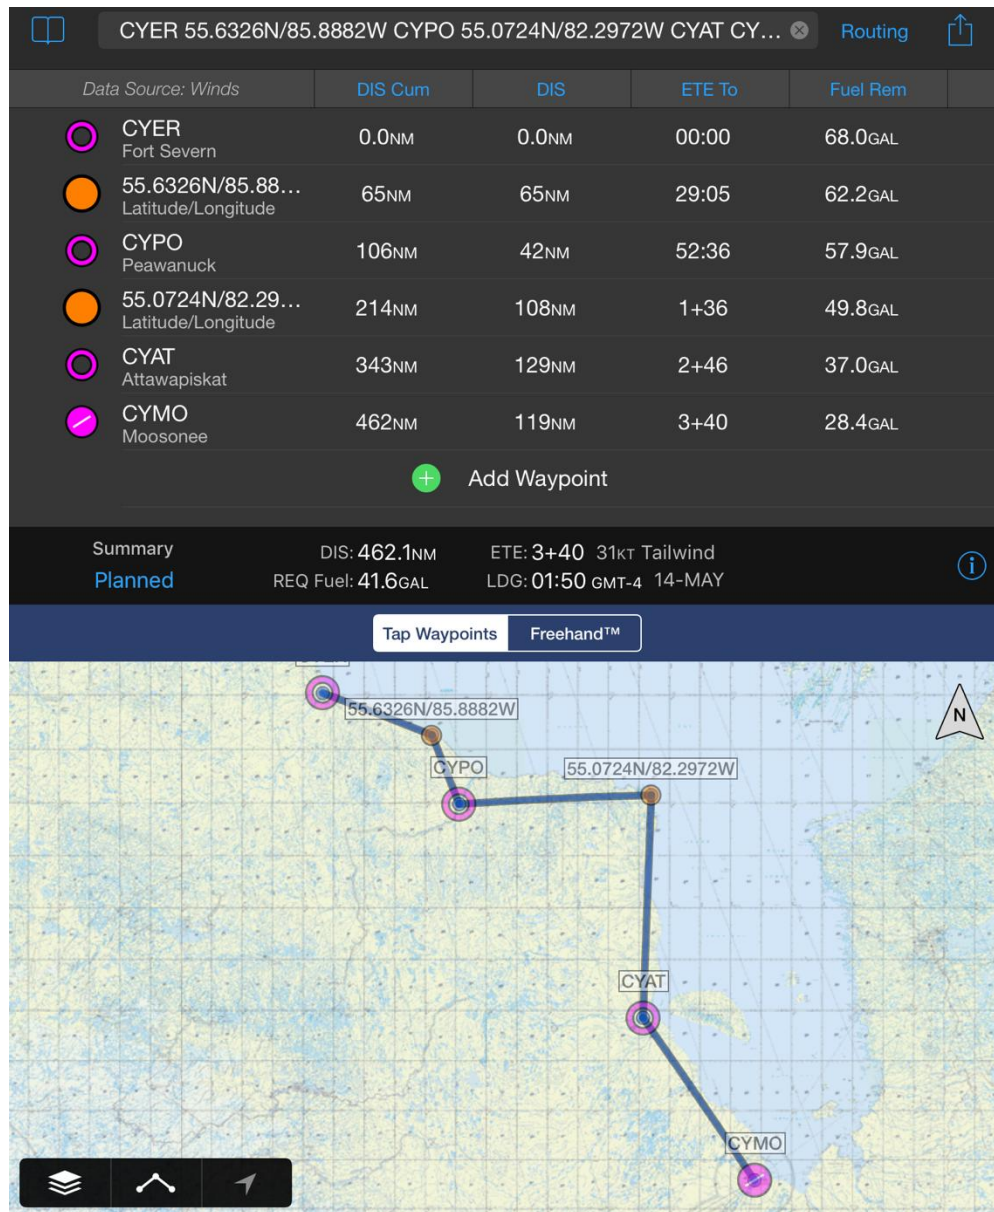 CYER 55.6326N/85.8882W CYPO 55.0724N/82.2972W CYAT CY...
Routing
Data Source: Winds DIS Cum DIS ETE To Fuel Rem
CYER 0.0NM 0.0NM 00:00 68.0GAL
Fort Severn
55.6326N/85.88... 65NM 65NM 29:05 62.2GAL
Latitude/Longitude
CYPO 106NM 42NM 52:36 57.9GAL
Peawanuck
55.0724N/82.29... 214NM 108NM 1+36 49.8GAL
Latitude/Longitude
CYAT 343NM 129NM 2+46 37.0GAL
Attawapiskat
CYMO 462NM 119NM 3+40 28.4GAL
Moosonee
Add Waypoint
Summary DIS: 462.1NM ETE: 3+40 31KT Tailwind
Planned REQ Fuel: 41.6GAL LDG: 01:50 GMT-4 14-MAY
Tap Waypoints Freehand™
55.6326N/85.8882W
N
CYPO
55.0724N/82.2972W
CYAT
CYMO